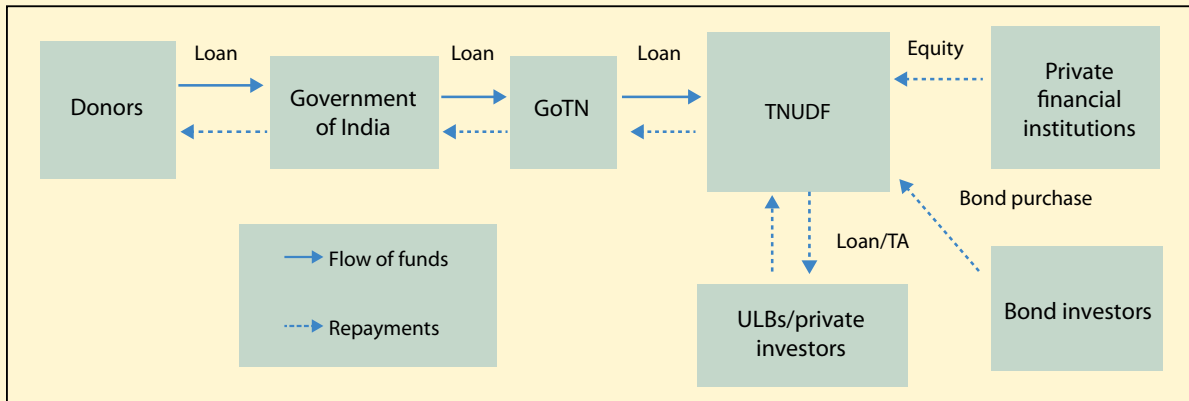 Loan
Loan
Loan
Equity
Donors
Government
of India
GoTN
TNUDF
Private
financial
institutions
Bond purchase
Loan/TA
Flow of funds
Repayments
ULBs/private
investors
Bond investors